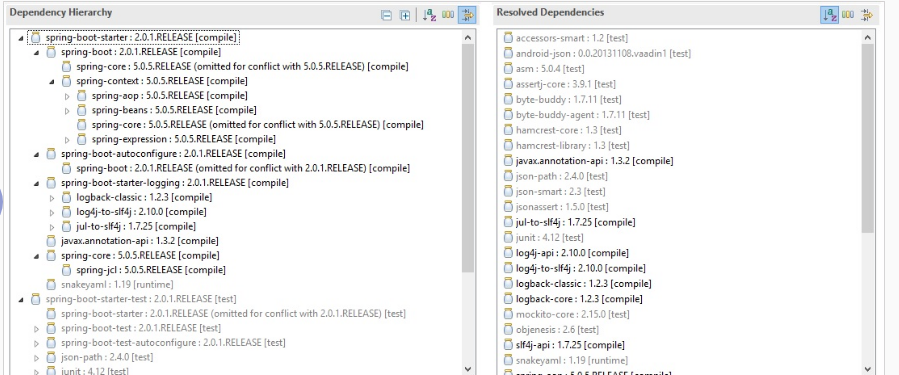 Dependency Hierarchy
spring-boot-starter : 2.0.1.RELEASE [compile]
spring-boot : 2.0.1.RELEASE [compile]
spring-core : 5.0.5.RELEASE (omitted for conflict with 5.0.5.RELEASE) [compile]
spring-context : 5.0.5.RELEASE [compile]
spring-aop : 5.0.5.RELEASE [compile]
spring-beans : 5.0.5.RELEASE [compile]
spring-core : 5.0.5.RELEASE (omitted for conflict with 5.0.5.RELEASE) [compile]
spring-expression : 5.0.5.RELEASE [compile]
spring-boot-autoconfigure : 2.0.1.RELEASE [compile]
spring-boot : 2.0.1.RELEASE (omitted for conflict with 2.0.1.RELEASE) [compile]
spring-boot-starter-logging : 2.0.1.RELEASE [compile]
logback-classic : 1.2.3 [compile]
log4j-to-slf4j : 2.10.0 [compile]
jul-to-slf4j : 1.7.25 [compile]
javax.annotation-api : 1.3.2 [compile]
spring-core : 5.0.5.RELEASE [compile]
spring-jcl : 5.0.5.RELEASE [compile]
snakeyaml : 1.19 [runtime]
spring-boot-starter-test : 2.0.1.RELEASE [test]
spring-boot-starter : 2.0.1.RELEASE (omitted for conflict with 2.0.1.RELEASE) [test]
spring-boot-test : 2.0.1.RELEASE [test]
spring-boot-test-autoconfigure : 2.0.1.RELEASE [test]
json-path : 2.4.0 [test]
junit : 4.12 [test]
Resolved Dependencies
accessors-smart : 1.2 [test]
android-json : 0.0.20131108.vaadin1 [test]
asm : 5.0.4 [test]
assertj-core : 3.9.1 [test]
byte-buddy : 1.7.11 [test]
byte-buddy-agent : 1.7.11 [test]
hamcrest-core : 1.3 [test]
hamcrest-library : 1.3 [test]
javax.annotation-api : 1.3.2 [compile]
json-path : 2.4.0 [test]
json-smart : 2.3 [test]
jsonassert : 1.5.0 [test]
jul-to-slf4j : 1.7.25 [compile]
junit : 4.12 [test]
log4j-api : 2.10.0 [compile]
log4j-to-slf4j : 2.10.0 [compile]
logback-classic : 1.2.3 [compile]
logback-core : 1.2.3 [compile]
mockito-core : 2.15.0 [test]
objenesis : 2.6 [test]
slf4j-api : 1.7.25 [compile]
snakeyaml : 1.19 [runtime]
spring-aop : 5.0.5.RELEASE [compile]